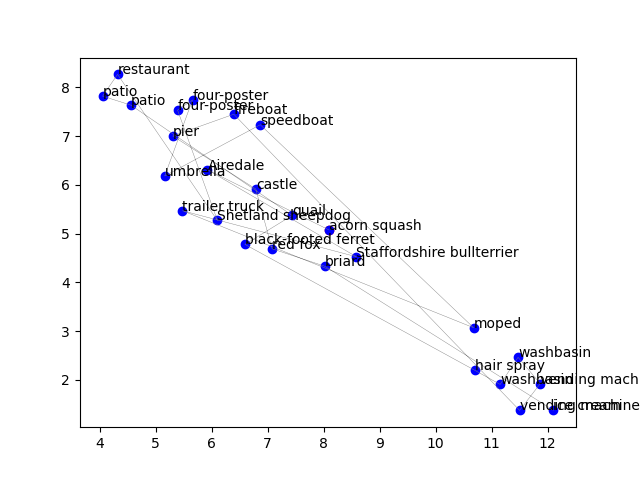 restaurant
patio
patio
four-poster
four-poster
fireboat
speedboat
pier
umbrella
Airedale
castle
trailer truck
Shetland sheepdog
quail
acorn squash
black-footed ferret
red fox
Staffordshire bullterrier
briard
moped
washbasin
hair spray
washbasin
vending mach
vending machine
ice cream
8
7
6
5
4
3
2
4 5 6 7 8 9 10 11 12